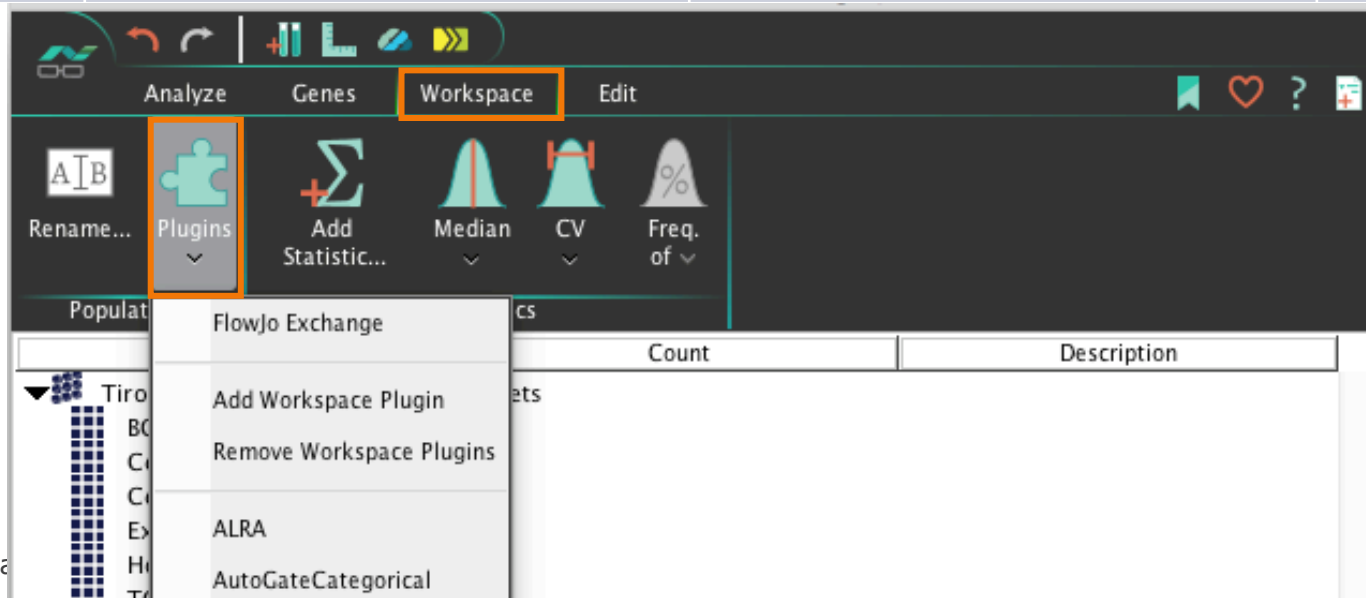 Analyze Genes Workspace Edit
A B
%
Rename... Plugins Add Statistic... Median CV Freq. of
FlowJo Exchange
Count Description
Add Workspace Plugin
Remove Workspace Plugins
ALRA
AutoGateCategorical